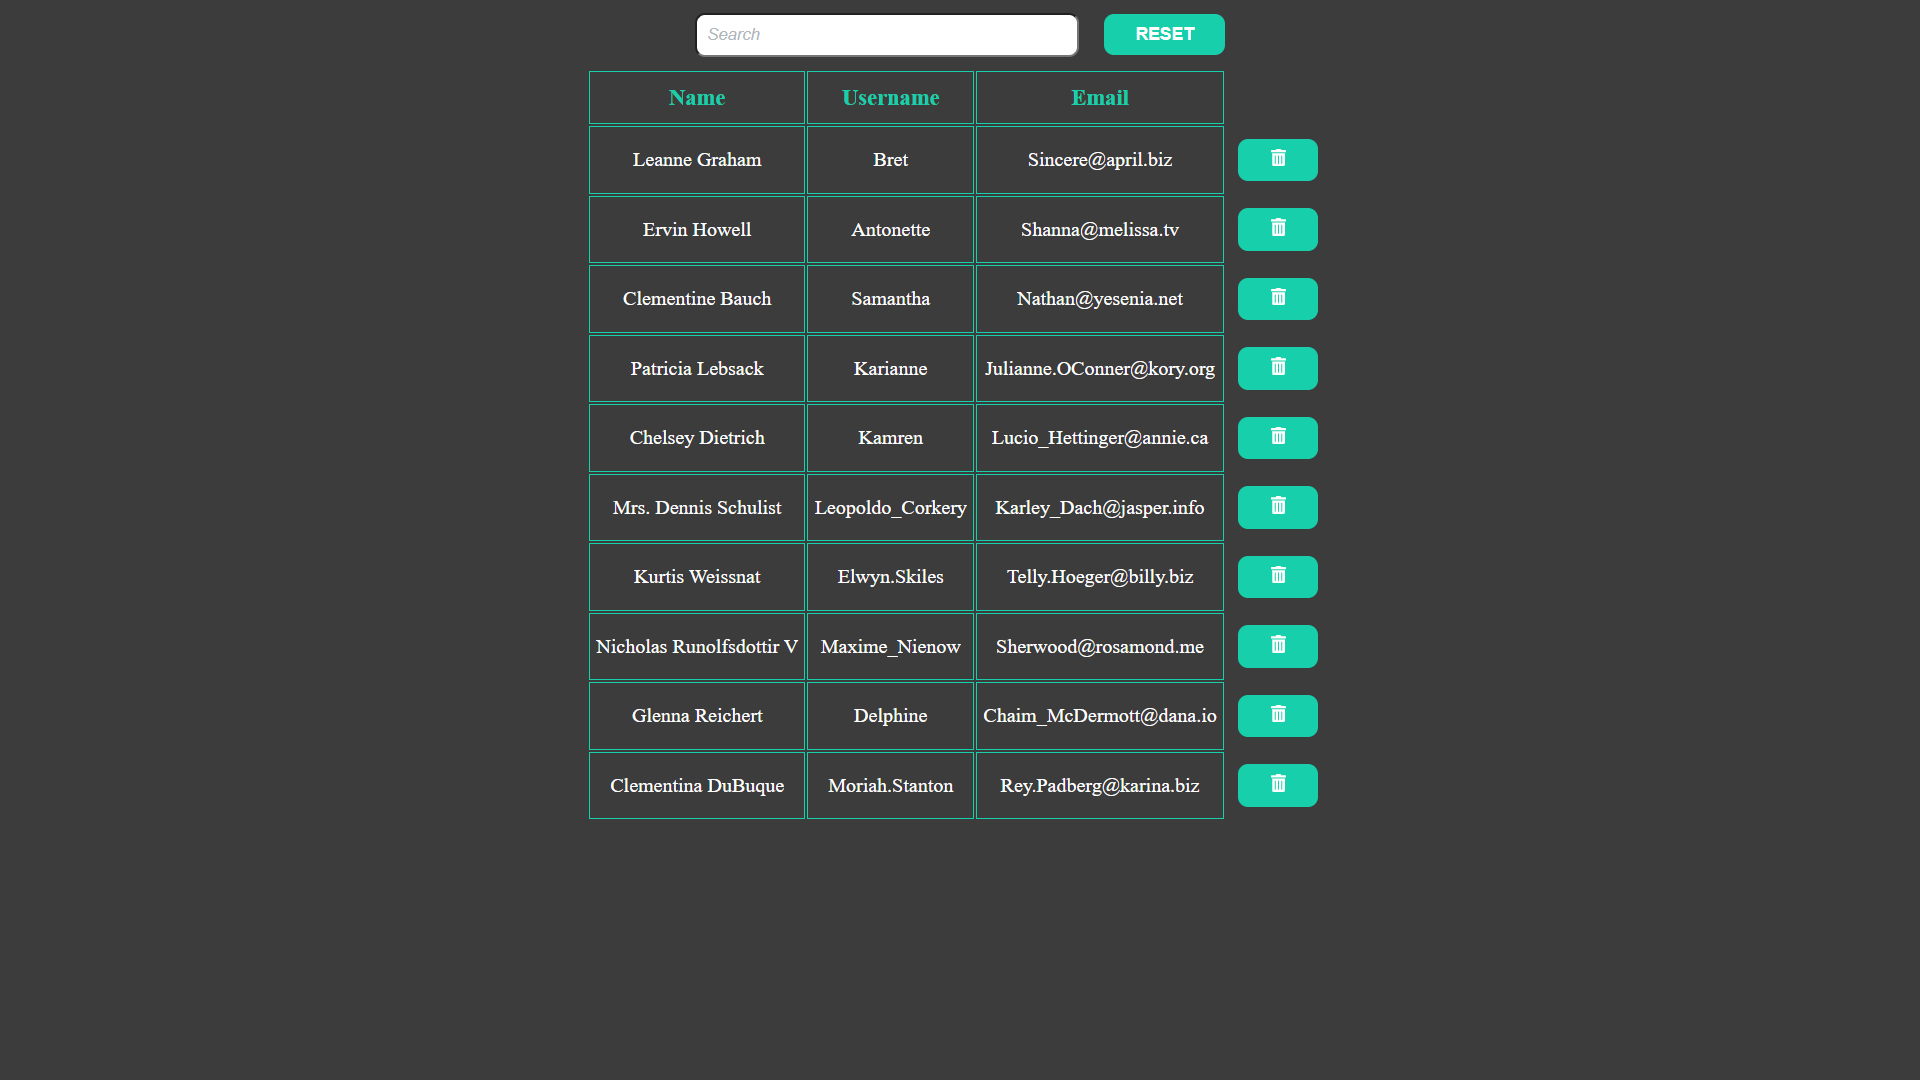 Search RESET
Name Username Email
Leanne Graham Bret Sincere@april.biz
Ervin Howell Antonette Shanna@melissa.tv
Clementine Bauch Samantha Nathan@yesenia.net
Patricia Lebsack Karianne Julianne.OConner@kory.org
Chelsey Dietrich Kamren Lucio_Hettinger@annie.ca
Mrs. Dennis Schulist Leopoldo_Corkery Karley_Dach@jasper.info
Kurtis Weissnat Elwyn.Skiles Telly.Hoeger@billy.biz
Nicholas Runolfsdottir V Maxime_Nienow Sherwood@rosamond.me
Glenna Reichert Delphine Chaim_McDermott@dana.io
Clementina DuBuque Moriah.Stanton Rey.Padberg@karina.biz